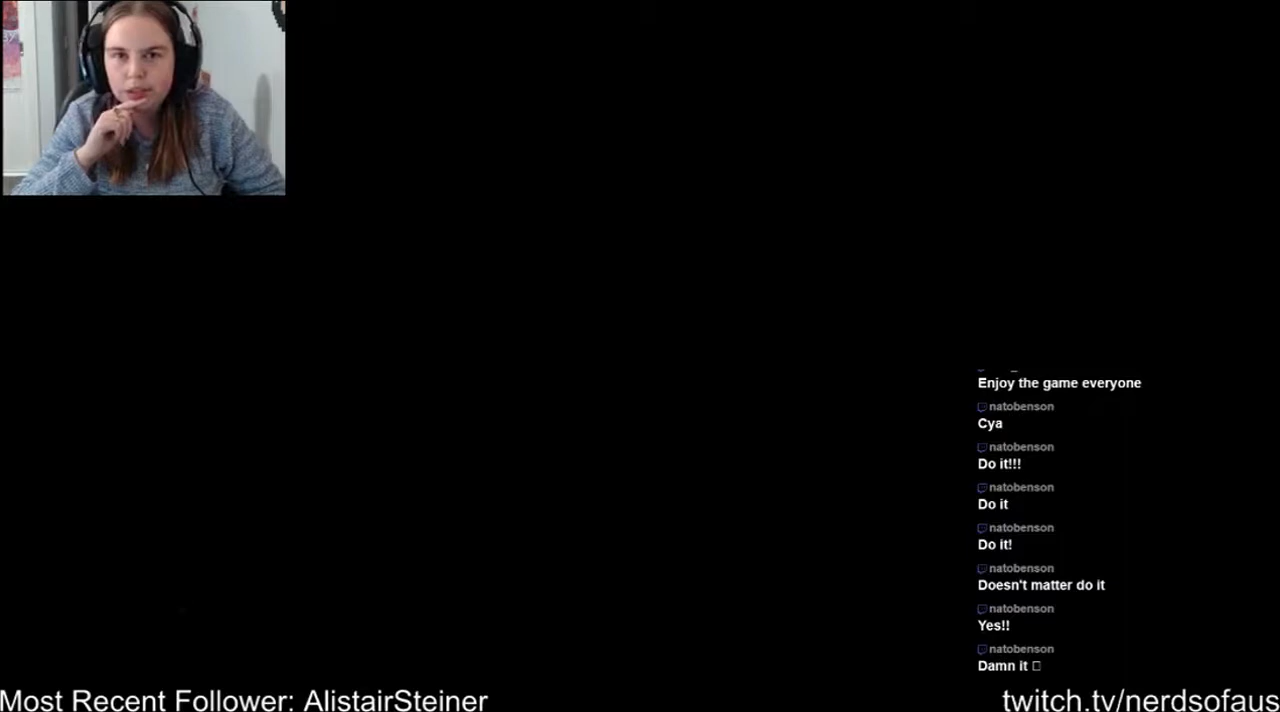 Enjoy the game everyone
natobenson
Cya
natobenson
Do it!!!
natobenson
Do it
natobenson
Do it!
natobenson
Doesn't matter do it
natobenson
Yes!!
natobenson
Damn it
Most Recent Follower: AlistairSteiner
twitch.tv/nerdsofaus